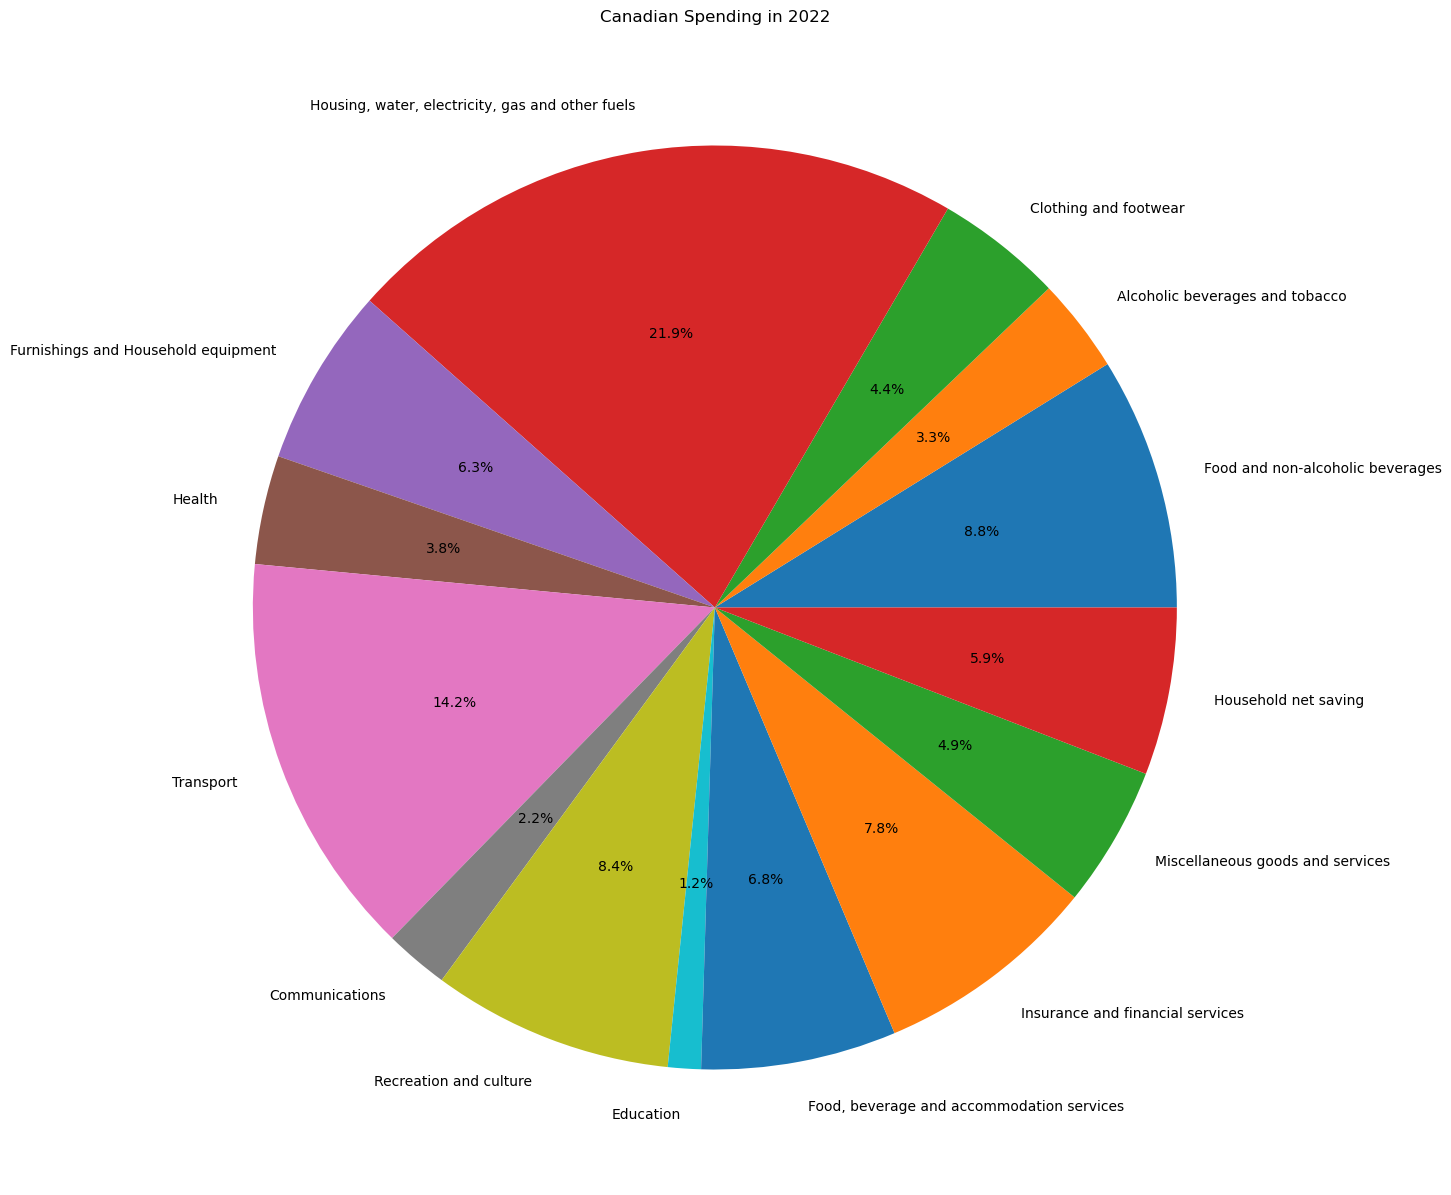 Canadian Spending in 2022
Housing, water, electricity, gas and other fuels
Clothing and footwear
Alcoholic beverages and tobacco
21.9%
Furnishings and Household equipment
4.4%
3.3%
Food and non-alcoholic beverages
6.3%
Health
8.8%
3.8%
5.9%
Household net saving
14.2%
4.9%
Transport
2.2%
7.8%
Miscellaneous goods and services
8.4%
1.2%
6.8%
Communications
Insurance and financial services
Recreation and culture
Food, beverage and accommodation services
Education